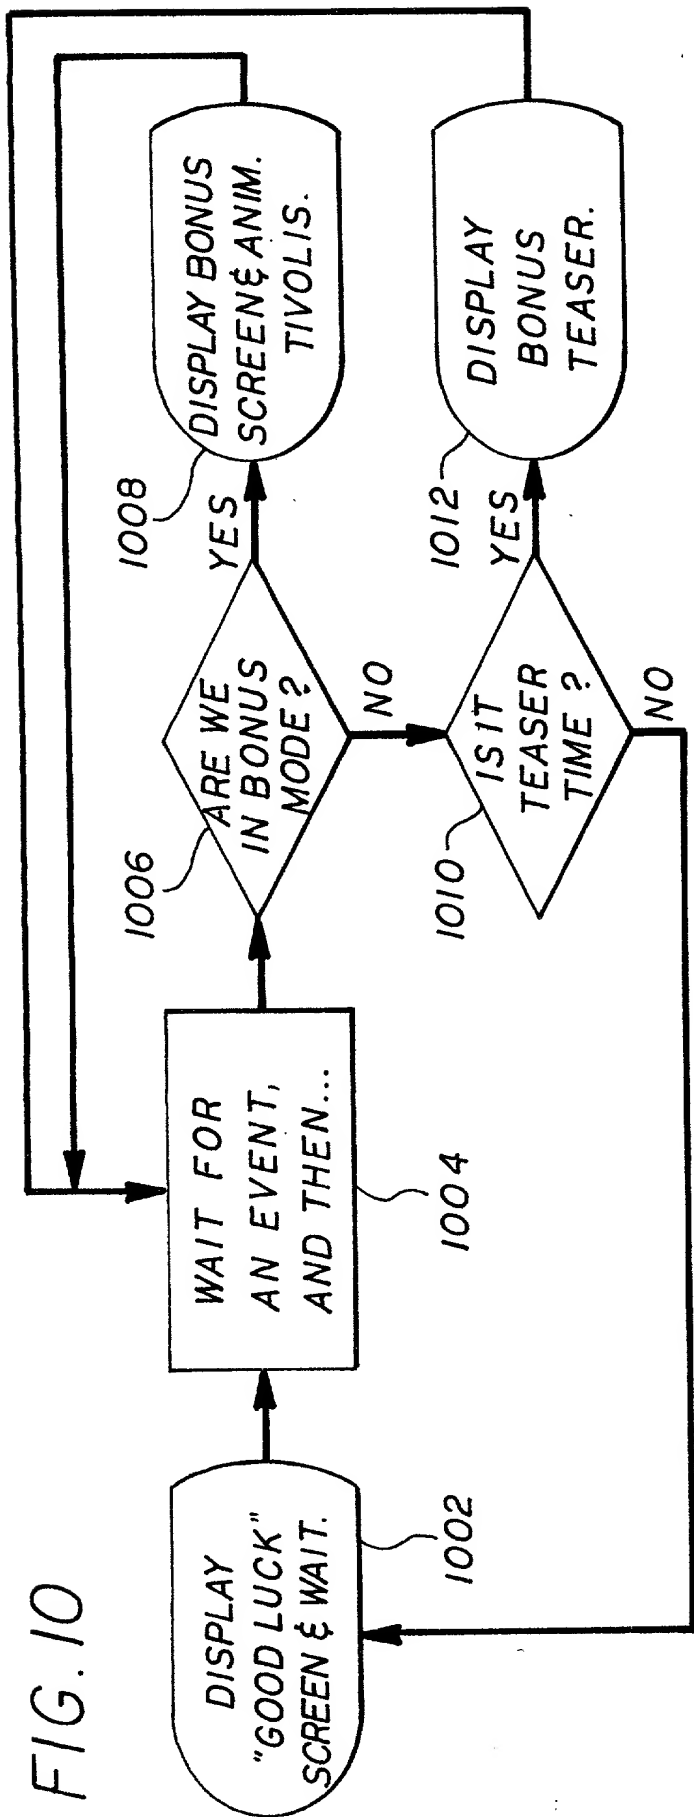 FIG. 10
DISPLAY
"GOOD LUCK"
SCREEN & WAIT.
1002
WAIT FOR
AN EVENT,
AND THEN...
1004
1006
ARE WE
IN BONUS
MODE?
YES
NO
1008
DISPLAY BONUS
SCREEN & ANIM.
TIVOLIS.
1010
IS IT
TEASER
TIME?
YES
NO
1012
DISPLAY
BONUS
TEASER.